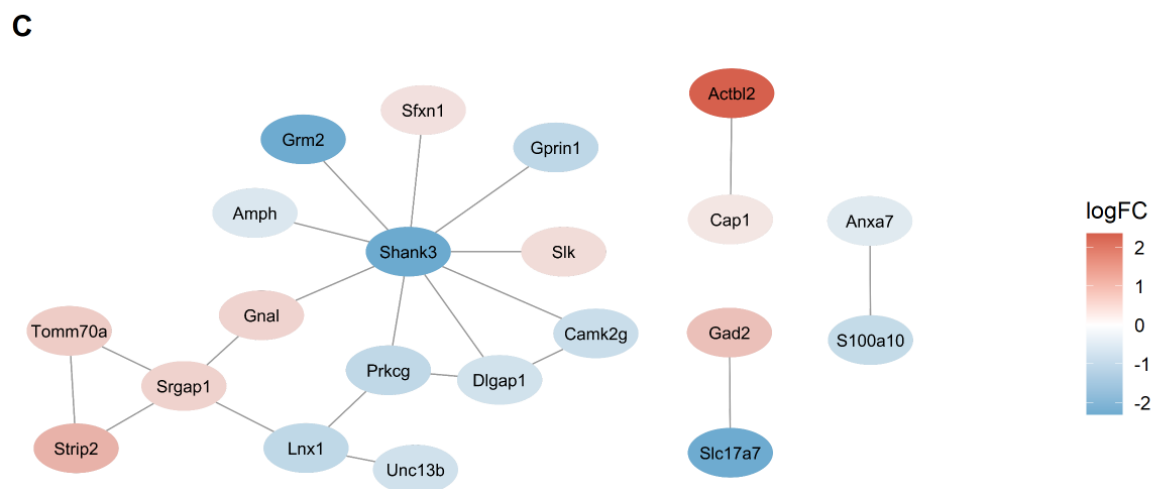 C
Actbl2
Sfxn1
Grm2
Gprin1
Amph
Cap1
Anxa7
logFC
Shank3
Slk
2
1
0
-1
-2
Gnal
Tomm70a
Camk2g
Gad2
S100a10
Prkcg
Dlgap1
Srgap1
Strip2
Lnx1
Unc13b
Slc17a7